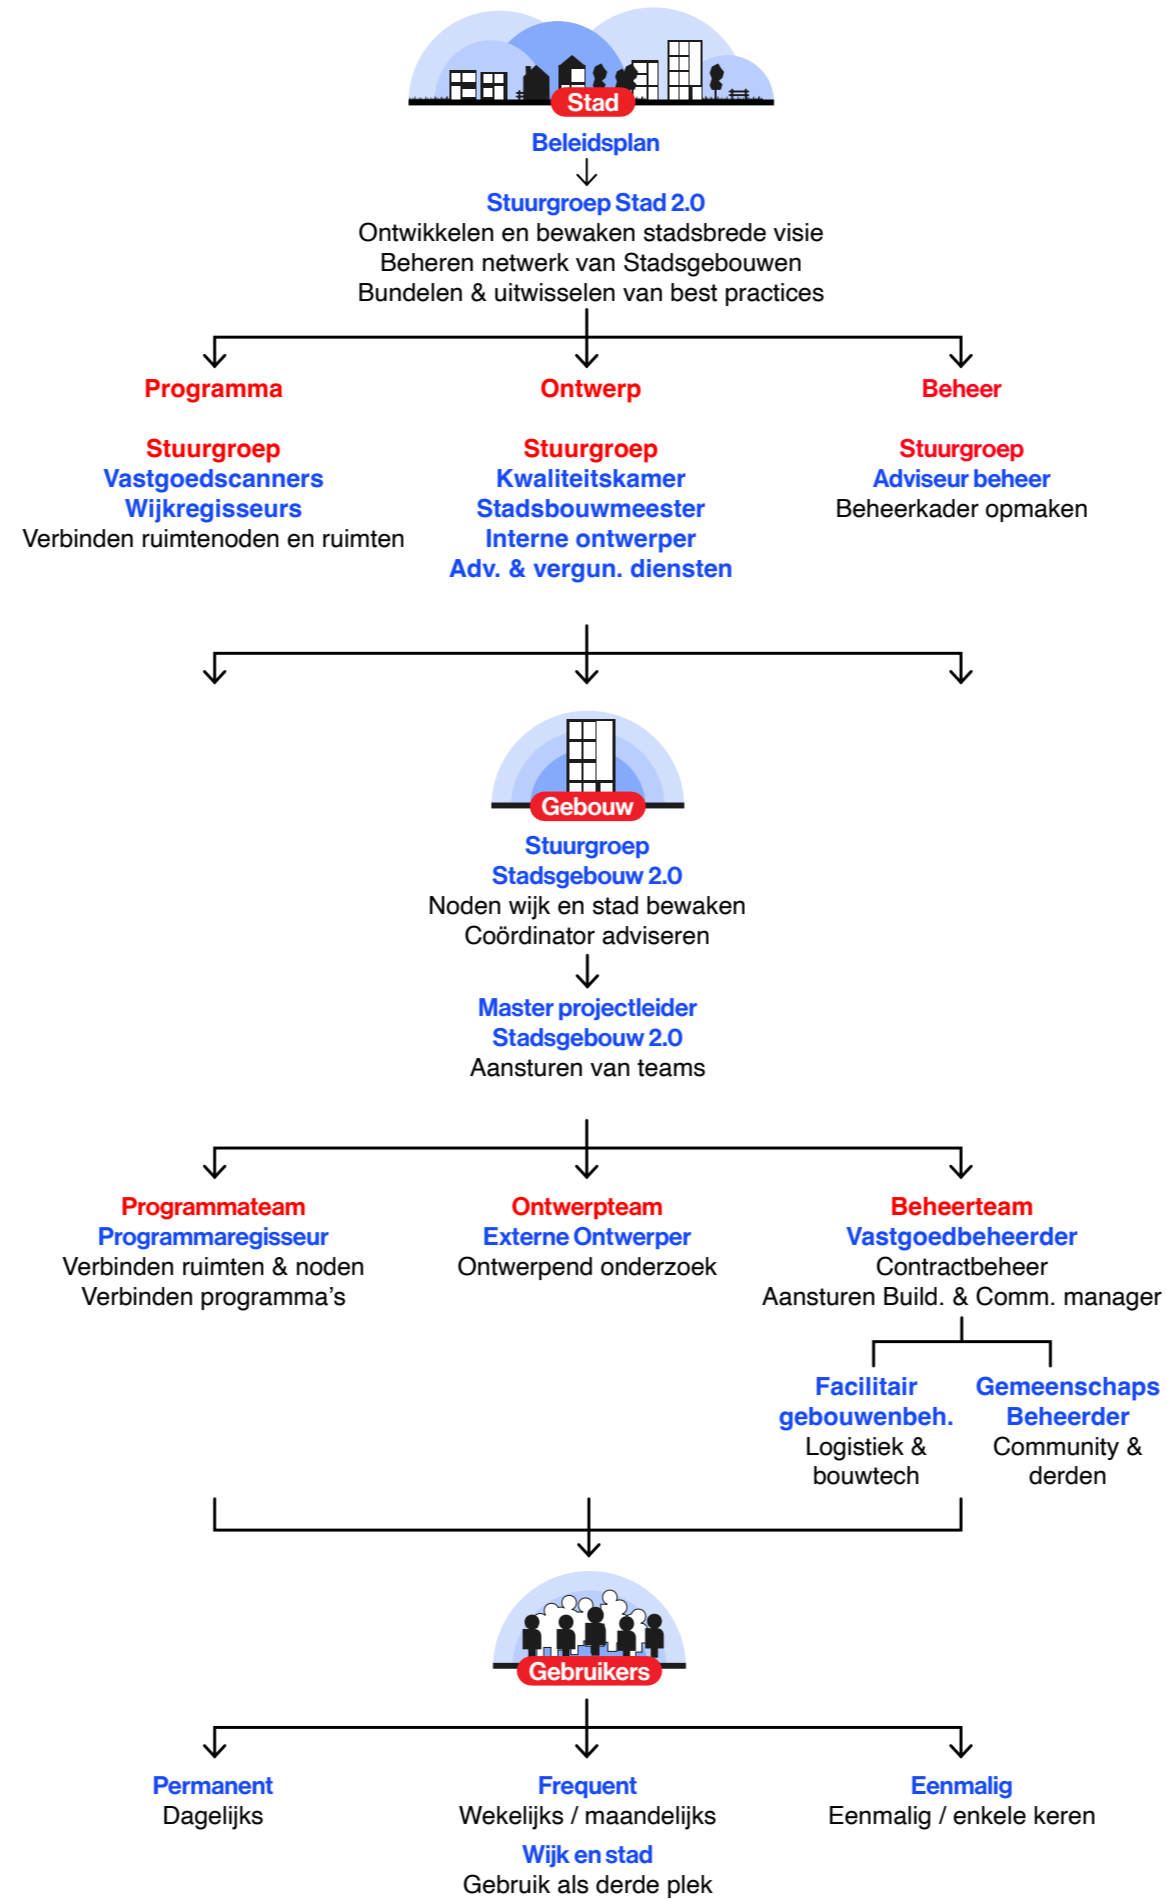 Stad
Beleidsplan
Stuurgroep Stad 2.0
Ontwikkelen en bewaken stadsbrede visie
Beheren netwerk van Stadsgebouwen
Bundelen & uitwisselen van best practices
Programma
Stuurgroep
Vastgoedscanners
Wijkregisseurs
Verbinden ruimtenoden en ruimten
Ontwerp
Stuurgroep
Kwaliteitskamer
Stadsbouwmeester
Interne ontwerper
Adv. & vergun. diensten
Beheer
Stuurgroep
Adviseur beheer
Beheerkader opmaken
Gebouw
Stuurgroep
Stadsgebouw 2.0
Noden wijk en stad bewaken
Coördinator adviseren
Master projectleider
Stadsgebouw 2.0
Aansturen van teams
Programmateam
Programmaregisseur
Verbinden ruimten & noden
Verbinden programma’s
Ontwerpteam
Externe Ontwerper
Ontwerpend onderzoek
Beheerteam
Vastgoedbeheerder
Contractbeheer
Aansturen Build. & Comm. manager
Facilitair
gebouwenbeh.
Logistiek &
bouwtech
Gemeenschaps
Beheerder
Community &
derden
Gebruikers
Permanent
Dagelijks
Frequent
Wekelijks / maandelijks
Wijk en stad
Gebruik als derde plek
Eenmalig
Eenmalig / enkele keren